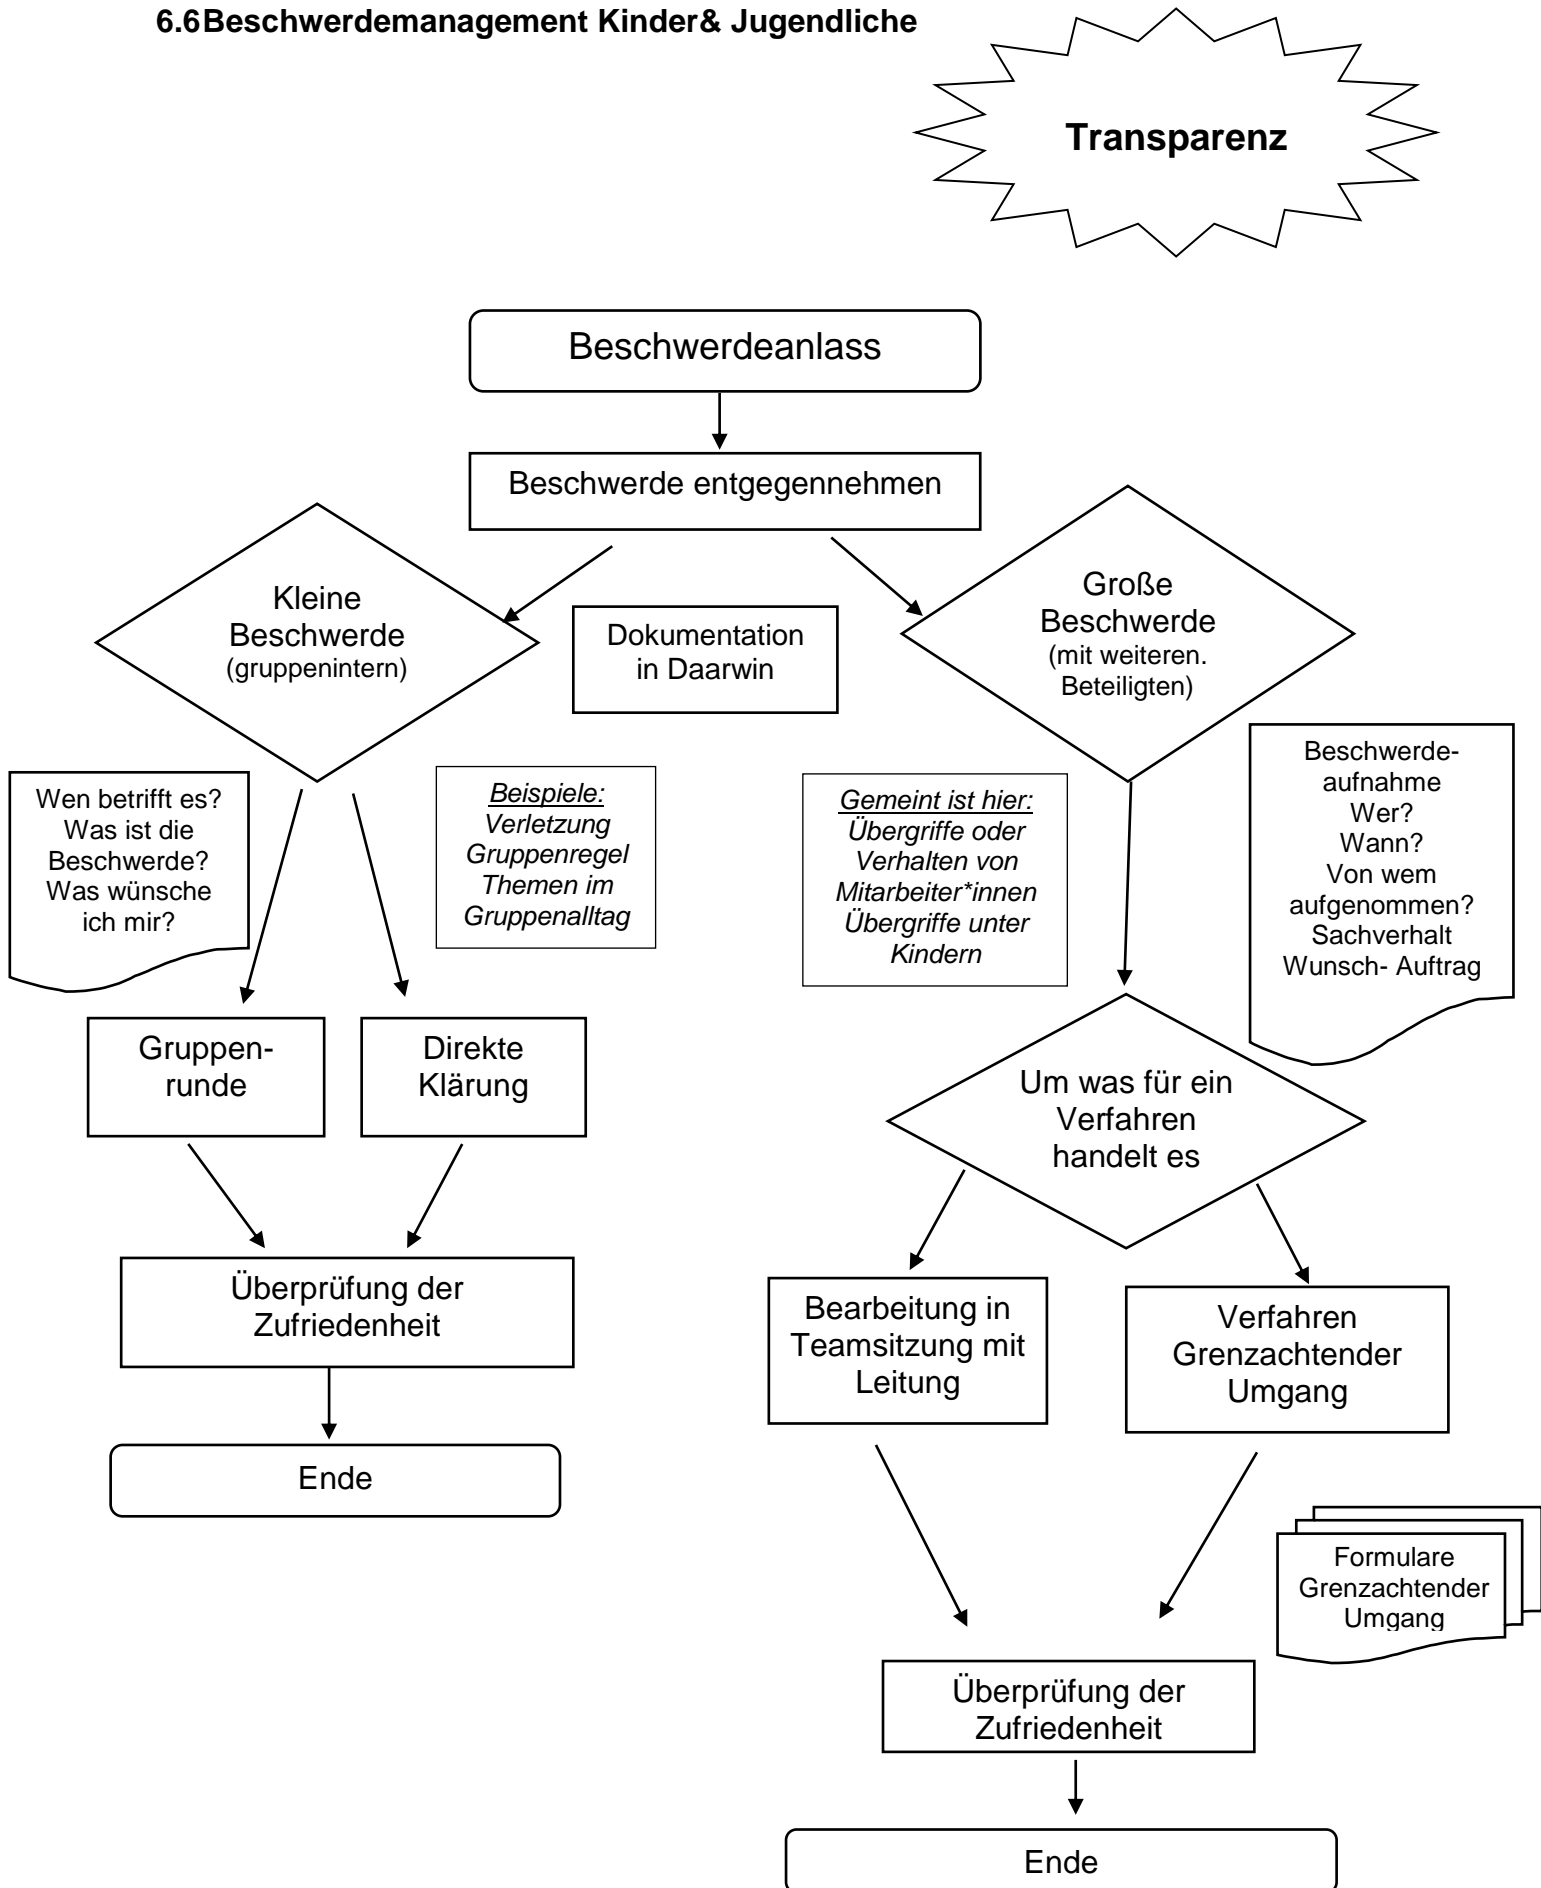 6.6Beschwerdemanagement Kinder& Jugendliche
Transparenz
Beschwerdeanlass
Beschwerde entgegennehmen
Kleine
Beschwerde
(gruppenintern)
Dokumentation
in Daarwin
Große
Beschwerde
(mit weiteren.
Beteiligten)
Wen betrifft es?
Was ist die
Beschwerde?
Was wünsche
ich mir?
Beispiele:
Verletzung
Gruppenregel
Themen im
Gruppenalltag
Gemeint ist hier:
Übergriffe oder
Verhalten von
Mitarbeiter*innen
Übergriffe unter
Kindern
Beschwerde-
aufnahme
Wer?
Wann?
Von wem
aufgenommen?
Sachverhalt
Wunsch- Auftrag
Gruppen-
runde
Direkte
Klärung
Um was für ein
Verfahren
handelt es
Überprüfung der
Zufriedenheit
Bearbeitung in
Teamsitzung mit
Leitung
Verfahren
Grenzachtender
Umgang
Ende
Formulare
Grenzachtender
Umgang
Überprüfung der
Zufriedenheit
Ende